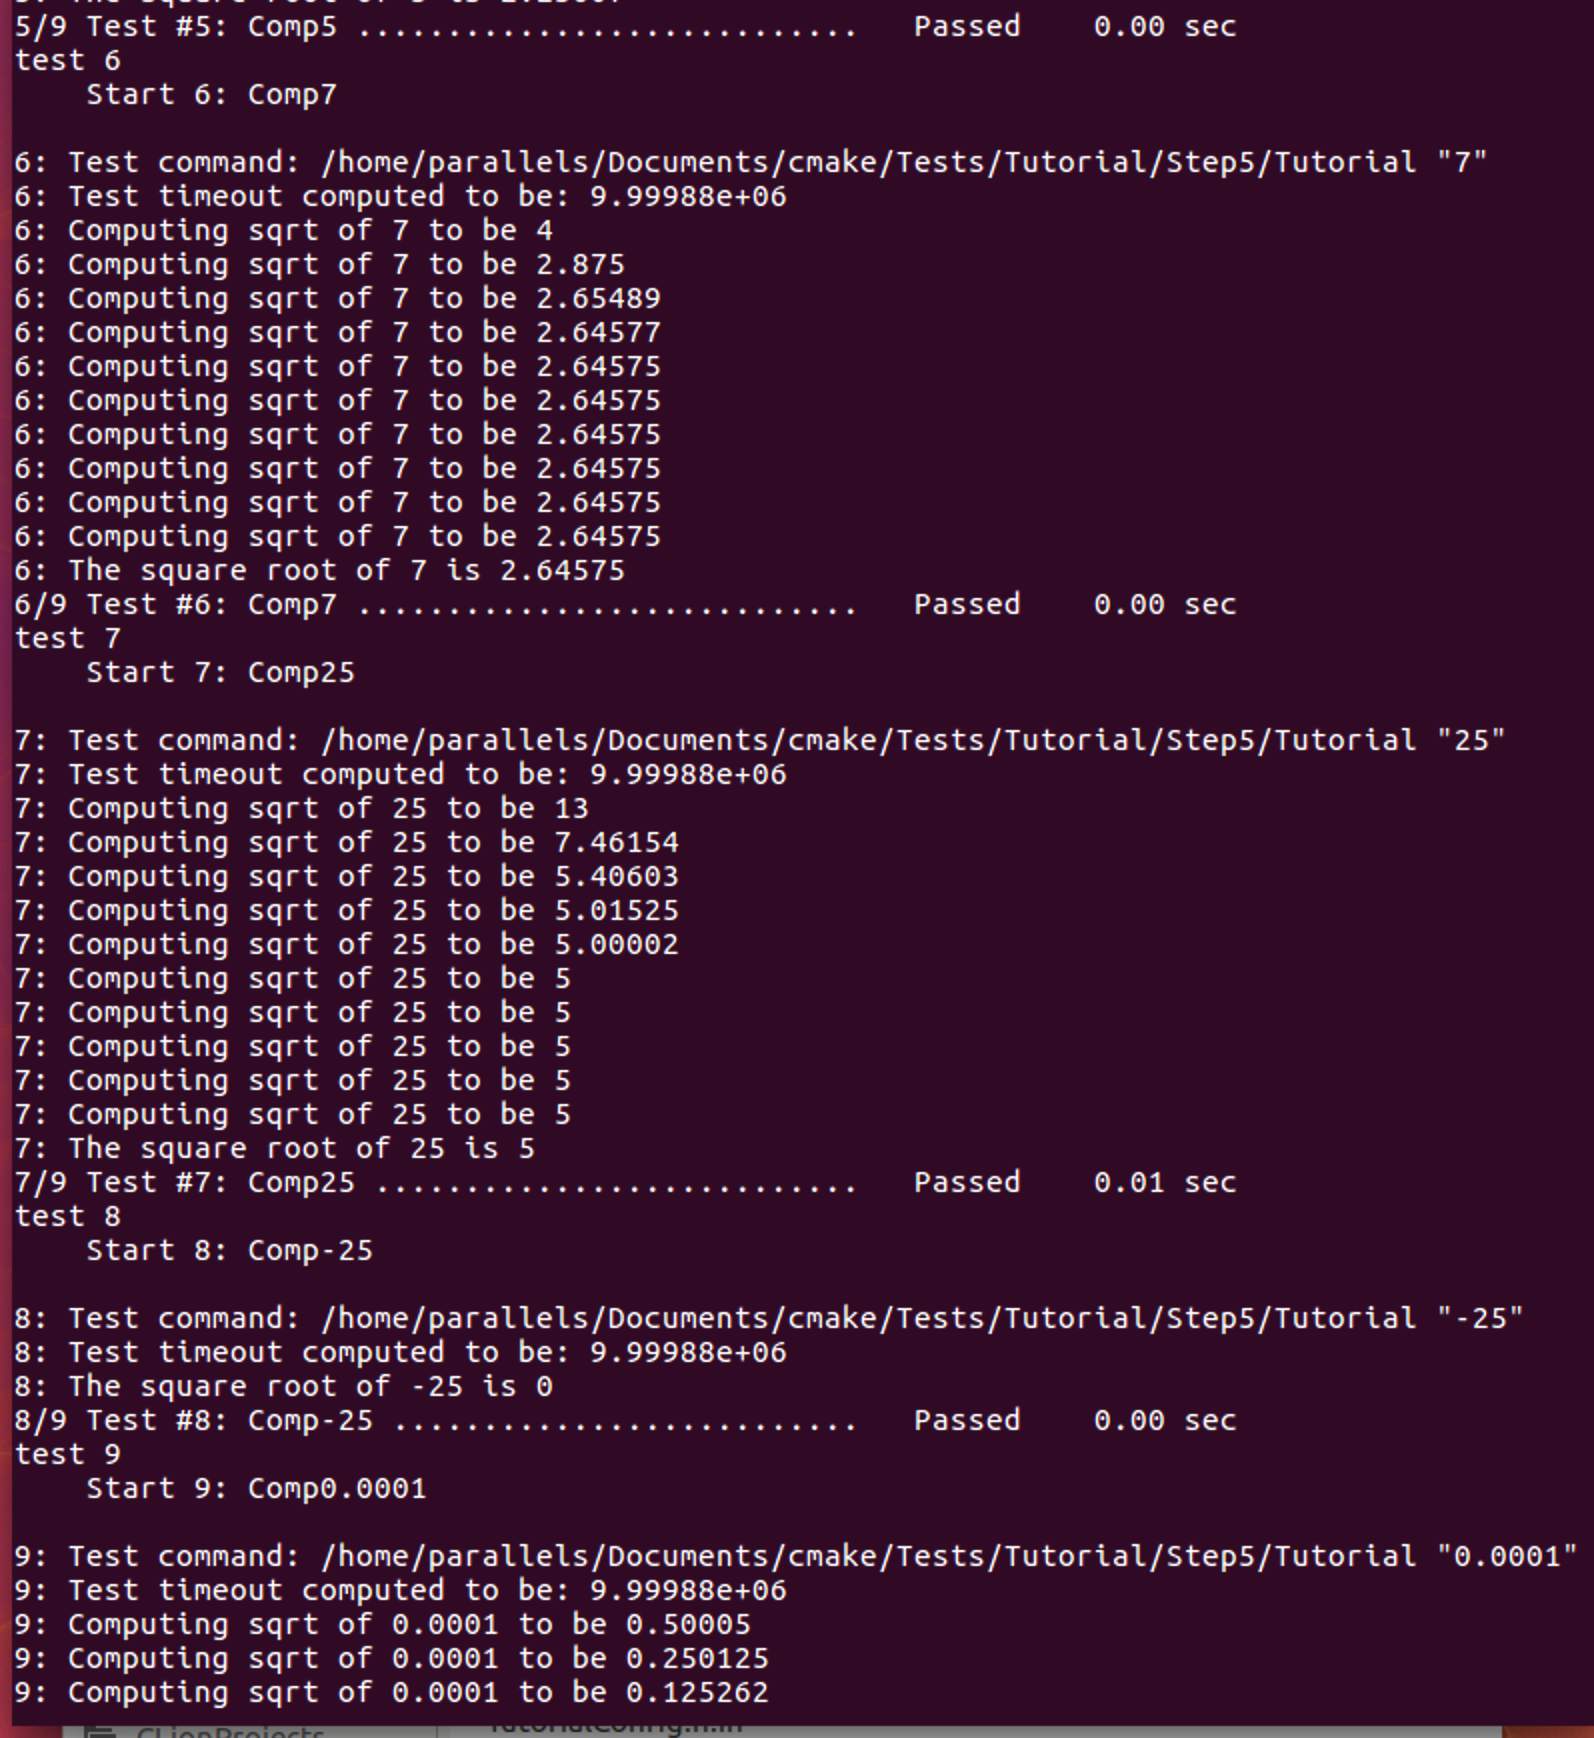 5/9 Test #5: Comp5 ............................   Passed    0.00 sec
test 6
    Start 6: Comp7
6: Test command: /home/parallels/Documents/cmake/Tests/Tutorial/Step5/Tutorial "7"
6: Test timeout computed to be: 9.99988e+06
6: Computing sqrt of 7 to be 4
6: Computing sqrt of 7 to be 2.875
6: Computing sqrt of 7 to be 2.65489
6: Computing sqrt of 7 to be 2.64577
6: Computing sqrt of 7 to be 2.64575
6: Computing sqrt of 7 to be 2.64575
6: Computing sqrt of 7 to be 2.64575
6: Computing sqrt of 7 to be 2.64575
6: Computing sqrt of 7 to be 2.64575
6: Computing sqrt of 7 to be 2.64575
6: The square root of 7 is 2.64575
6/9 Test #6: Comp7 ............................   Passed    0.00 sec
test 7
    Start 7: Comp25
7: Test command: /home/parallels/Documents/cmake/Tests/Tutorial/Step5/Tutorial "25"
7: Test timeout computed to be: 9.99988e+06
7: Computing sqrt of 25 to be 13
7: Computing sqrt of 25 to be 7.46154
7: Computing sqrt of 25 to be 5.40603
7: Computing sqrt of 25 to be 5.01525
7: Computing sqrt of 25 to be 5.00002
7: Computing sqrt of 25 to be 5
7: Computing sqrt of 25 to be 5
7: Computing sqrt of 25 to be 5
7: Computing sqrt of 25 to be 5
7: Computing sqrt of 25 to be 5
7: The square root of 25 is 5
7/9 Test #7: Comp25 ...........................   Passed    0.01 sec
test 8
    Start 8: Comp-25
8: Test command: /home/parallels/Documents/cmake/Tests/Tutorial/Step5/Tutorial "-25"
8: Test timeout computed to be: 9.99988e+06
8: The square root of -25 is 0
8/9 Test #8: Comp-25 ..........................   Passed    0.00 sec
test 9
    Start 9: Comp0.0001
9: Test command: /home/parallels/Documents/cmake/Tests/Tutorial/Step5/Tutorial "0.0001"
9: Test timeout computed to be: 9.99988e+06
9: Computing sqrt of 0.0001 to be 0.50005
9: Computing sqrt of 0.0001 to be 0.250125
9: Computing sqrt of 0.0001 to be 0.125262
CLionProjects